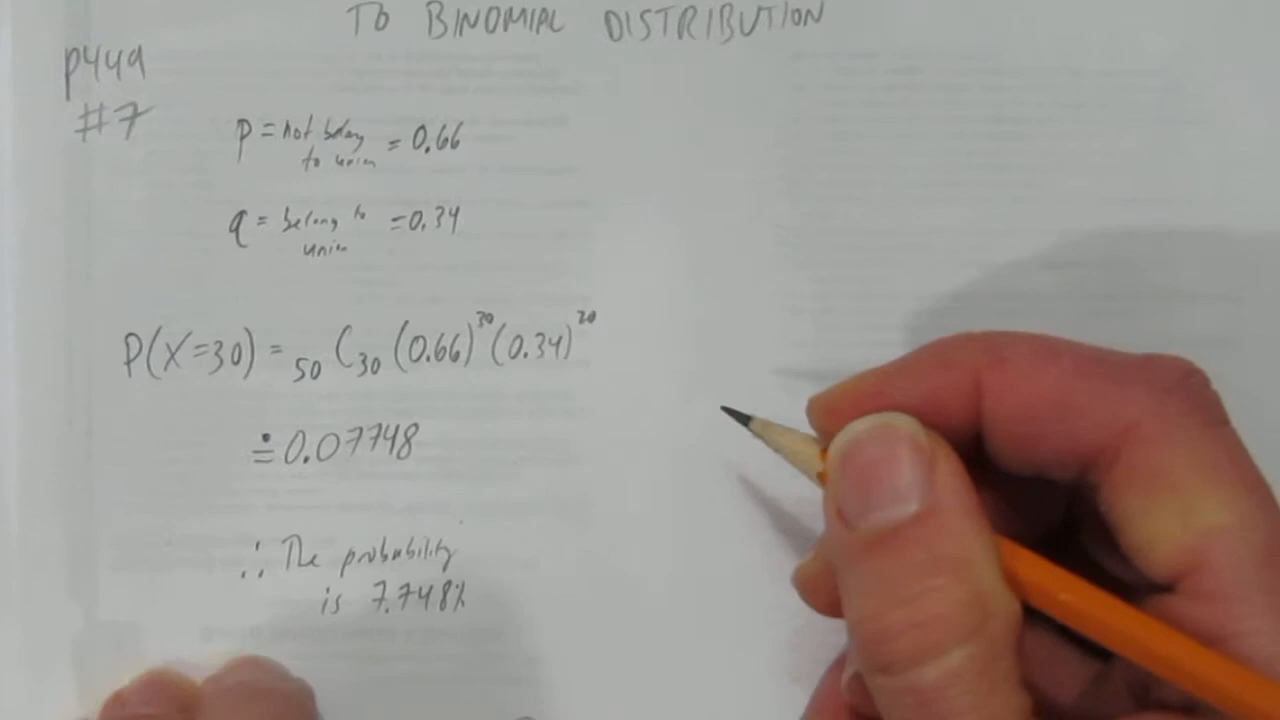 TO BINOMIAL DISTRIBUTION
p449
#7
p = not belong to union = 0.66
q = belong to union = 0.34
P(X=30) = ₅₀C₃₀ (0.66)³⁰(0.34)²⁰
≐ 0.07748
∴ The probability
is 7.748%